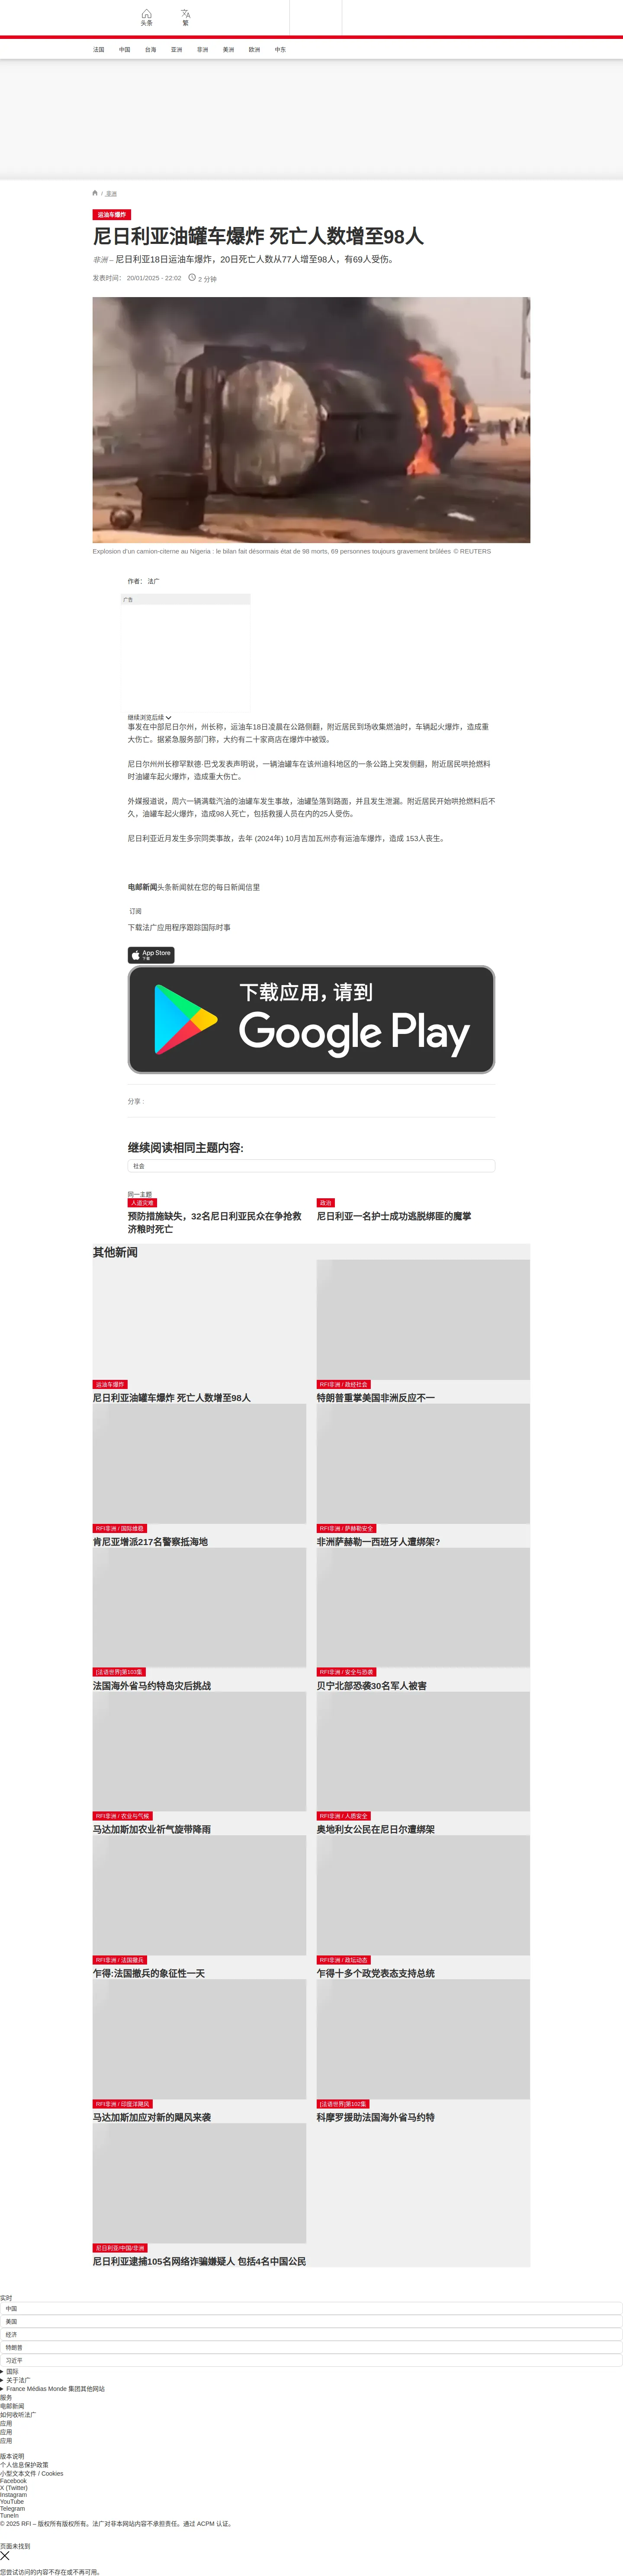 头条
繁
法国
中国
台海
亚洲
非洲
美洲
欧洲
中东
/ 非洲
运油车爆炸
尼日利亚油罐车爆炸 死亡人数增至98人
非洲 – 尼日利亚18日运油车爆炸，20日死亡人数从77人增至98人，有69人受伤。
发表时间： 20/01/2025 - 22:02
2 分钟
Explosion d'un camion-citerne au Nigeria : le bilan fait désormais état de 98 morts, 69 personnes toujours gravement brûlées © REUTERS
作者： 法广
广告
继续浏览后续
事发在中部尼日尔州，州长称，运油车18日凌晨在公路侧翻，附近居民到场收集燃油时，车辆起火爆炸，造成重
大伤亡。据紧急服务部门称，大约有二十家商店在爆炸中被毁。
尼日尔州州长穆罕默德·巴戈发表声明说，一辆油罐车在该州迪科地区的一条公路上突发侧翻，附近居民哄抢燃料
时油罐车起火爆炸，造成重大伤亡。
外媒报道说，周六一辆满载汽油的油罐车发生事故，油罐坠落到路面，并且发生泄漏。附近居民开始哄抢燃料后不
久，油罐车起火爆炸，造成98人死亡，包括救援人员在内的25人受伤。
尼日利亚近月发生多宗同类事故，去年 (2024年) 10月吉加瓦州亦有运油车爆炸，造成 153人丧生。
电邮新闻头条新闻就在您的每日新闻信里
订阅
下载法广应用程序跟踪国际时事
App Store
下载
下载应用，请到
Google Play
分享 :
继续阅读相同主题内容:
社会
同一主题
人道灾难
预防措施缺失，32名尼日利亚民众在争抢救
济粮时死亡
政治
尼日利亚一名护士成功逃脱绑匪的魔掌
其他新闻
运油车爆炸
尼日利亚油罐车爆炸 死亡人数增至98人
RFI非洲 / 政经社会
特朗普重掌美国非洲反应不一
RFI非洲 / 国际维稳
肯尼亚增派217名警察抵海地
RFI非洲 / 萨赫勒安全
非洲萨赫勒一西班牙人遭绑架?
[法语世界]第103集
法国海外省马约特岛灾后挑战
RFI非洲 / 安全与恐袭
贝宁北部恐袭30名军人被害
RFI非洲 / 农业与气候
马达加斯加农业祈气旋带降雨
RFI非洲 / 人质安全
奥地利女公民在尼日尔遭绑架
RFI非洲 / 法国撤兵
乍得:法国撤兵的象征性一天
RFI非洲 / 政坛动态
乍得十多个政党表态支持总统
RFI非洲 / 印度洋飓风
马达加斯加应对新的飓风来袭
[法语世界]第102集
科摩罗援助法国海外省马约特
尼日利亚/中国/非洲
尼日利亚逮捕105名网络诈骗嫌疑人 包括4名中国公民
实时
中国
美国
经济
特朗普
习近平
国际
关于法广
France Médias Monde 集团其他网站
服务
电邮新闻
如何收听法广
应用
应用
应用
版本说明
个人信息保护政策
小型文本文件 / Cookies
Facebook
X (Twitter)
Instagram
YouTube
Telegram
TuneIn
© 2025 RFI – 版权所有版权所有。法广对非本网站内容不承担责任。通过 ACPM 认证。
页面未找到
您尝试访问的内容不存在或不再可用。